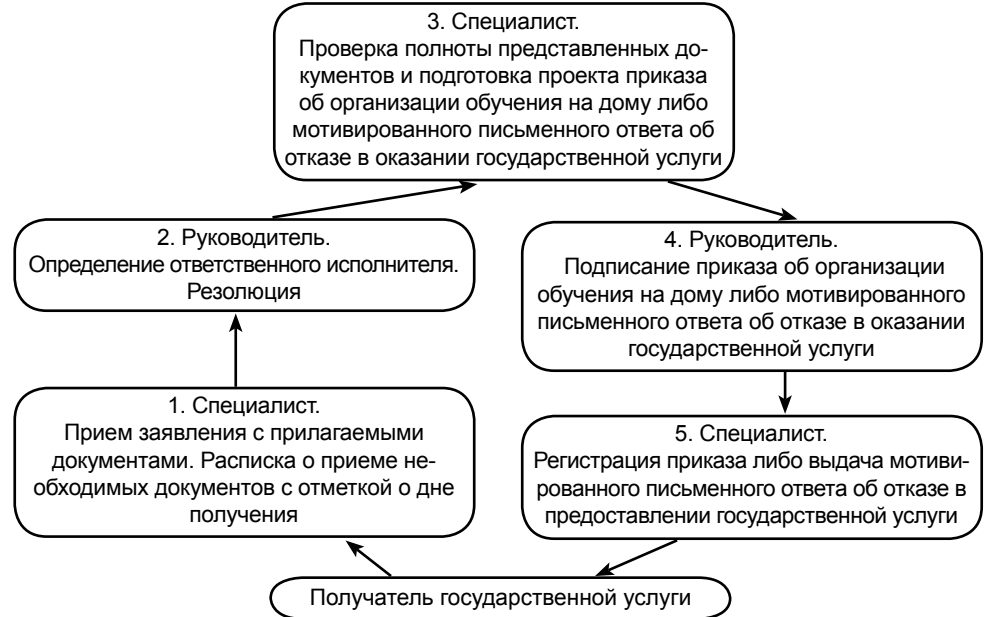 3. Специалист.
Проверка полноты представленных до-
кументов и подготовка проекта приказа
об организации обучения на дому либо
мотивированного письменного ответа об
отказе в оказании государственной услуги
2. Руководитель.
Определение ответственного исполнителя.
Резолюция
4. Руководитель.
Подписание приказа об организации
обучения на дому либо мотивированного
письменного ответа об отказе в оказании
государственной услуги
1. Специалист.
Прием заявления с прилагаемыми
документами. Расписка о приеме не-
обходимых документов с отметкой о дне
получения
5. Специалист.
Регистрация приказа либо выдача мотиви-
рованного письменного ответа об отказе в
предоставлении государственной услуги
Получатель государственной услуги